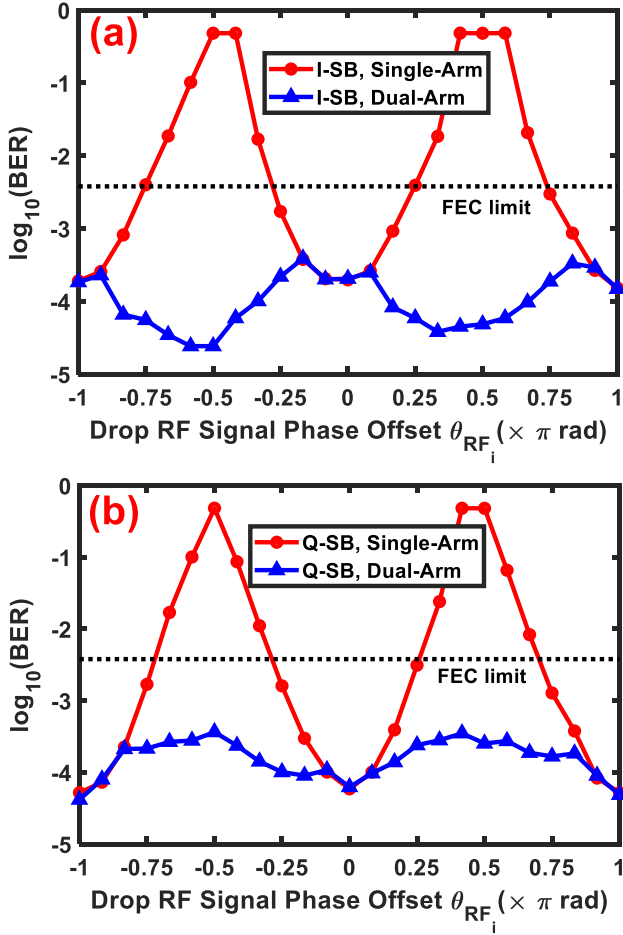 (a)
I-SB, Single-Arm
I-SB, Dual-Arm
FEC limit
log10(BER)
0
-1
-2
-3
-4
-5
-1 -0.75 -0.5 -0.25 0 0.25 0.5 0.75 1
Drop RF Signal Phase Offset θRFi (× π rad)
(b)
Q-SB, Single-Arm
Q-SB, Dual-Arm
FEC limit
log10(BER)
0
-1
-2
-3
-4
-5
-1 -0.75 -0.5 -0.25 0 0.25 0.5 0.75 1
Drop RF Signal Phase Offset θRFi (× π rad)